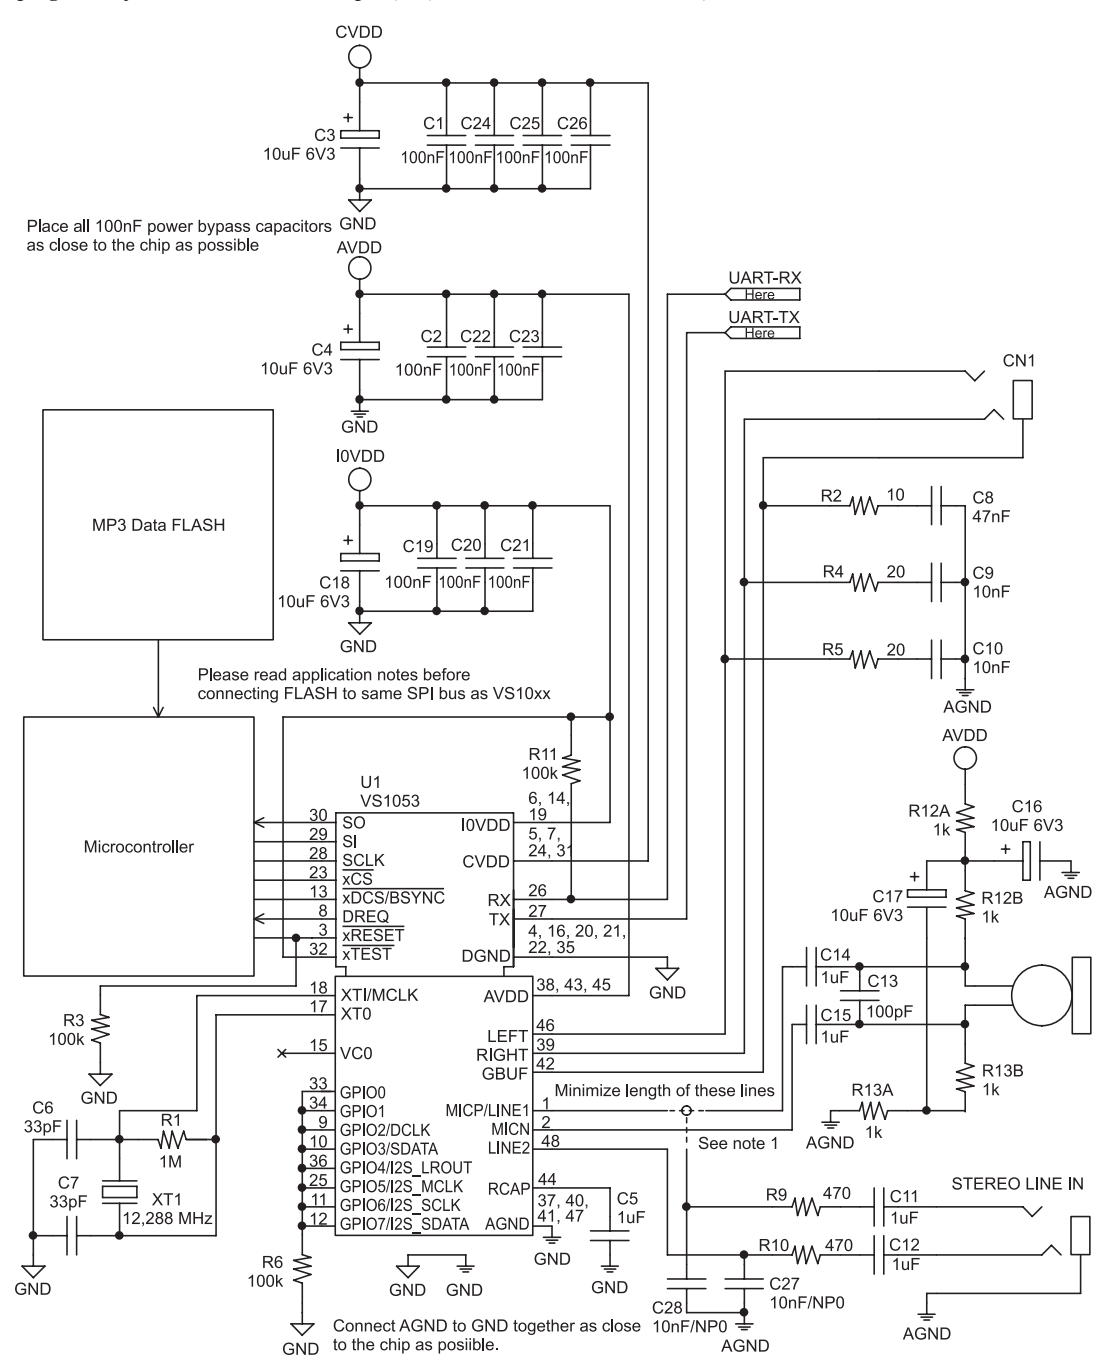 CVDD
C3
10uF 6V3
+
C1 C24 C25 C26
100nF 100nF 100nF 100nF
GND
Place all 100nF power bypass capacitors
as close to the chip as possible
AVDD
C4
10uF 6V3
+
C2 C22 C23
100nF 100nF 100nF
GND
UART-RX
Here
UART-TX
Here
CN1
I0VDD
MP3 Data FLASH
C18
10uF 6V3
+
C19 C20 C21
100nF 100nF 100nF
GND
R2 10 C8
47nF
R4 20 C9
10nF
R5 20 C10
10nF
AGND
Please read application notes before
connecting FLASH to same SPI bus as VS10xx
Microcontroller
R11
100k
U1
VS1053
30 SO
29 SI
28 SCLK
23 xCS
13 xDCS/BSYNC
8 DREQ
3 xRESET
32 xTEST
6, 14,
I0VDD 19
5, 7,
CVDD 24, 31
RX 26
TX 27
4, 16, 20, 21,
DGND 22, 35
GND
18 XTI/MCLK
17 XT0
15 VC0
33 GPIO0
34 GPIO1
9 GPIO2/DCLK
10 GPIO3/SDATA
36 GPIO4/I2S_LROUT
25 GPIO5/I2S_MCLK
11 GPIO6/I2S_SCLK
12 GPIO7/I2S_SDATA
AVDD 38, 43, 45
LEFT 46
RIGHT 39
GBUF 42
MICP/LINE1 1
MICN 2
LINE2 48
RCAP 44
37, 40,
AGND 41, 47
GND
C5
1uF
GND
R3
100k
GND
C6
33pF
R1
1M
C7
33pF
XT1
12,288 MHz
GND
R6
100k
GND
GND GND
Connect AGND to GND together as close
to the chip as posiible.
AVDD
R12A
1k
C16
10uF 6V3
+
AGND
C17
10uF 6V3
+
R12B
1k
C14
1uF
C13
100pF
C15
1uF
R13B
1k
R13A
1k
AGND
Minimize length of these lines
See note 1
STEREO LINE IN
R9 470 C11
1uF
R10 470 C12
1uF
C28
10nF/NP0
C27
10nF/NP0
AGND
AGND